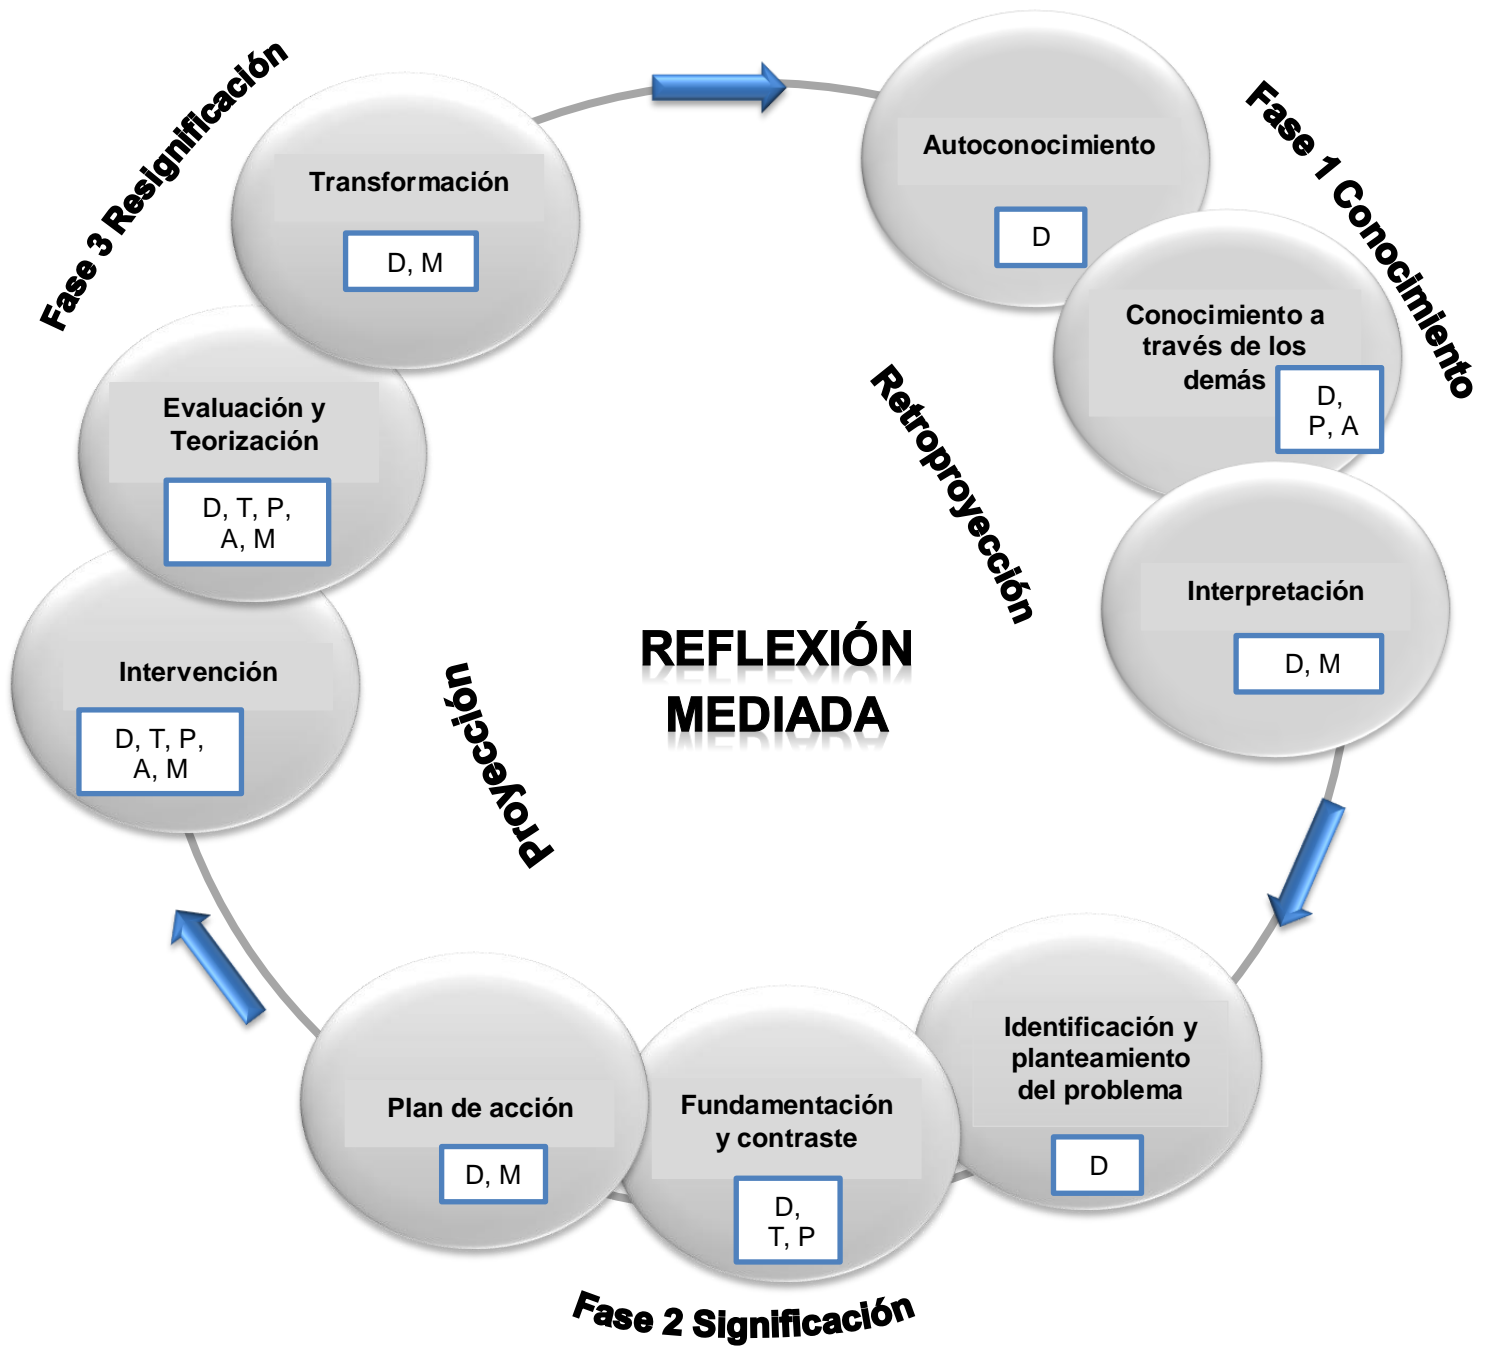 Fase 1 Conocimiento
Autoconocimiento
D
Conocimiento a
través de los
demás
D,
P, A
Interpretación
D, M
Retroproyección
REFLEXIÓN
MEDIADA
Proyección
Identificación y
planteamiento
del problema
D
Fundamentación
y contraste
D,
T, P
Plan de acción
D, M
Fase 2 Significación
Intervención
D, T, P,
A, M
Evaluación y
Teorización
D, T, P,
A, M
Transformación
D, M
Fase 3 Resignificación